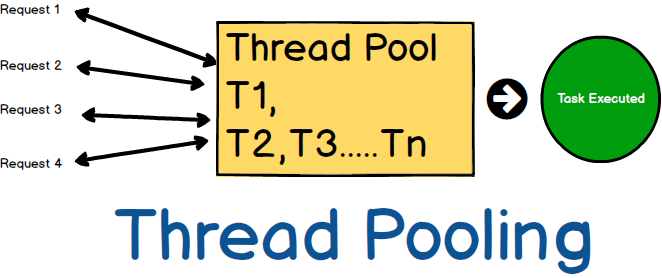 Request 1
Request 2
Request 3
Request 4
Thread Pool
T1,
T2,T3.....Tn
Task Executed
Thread Pooling